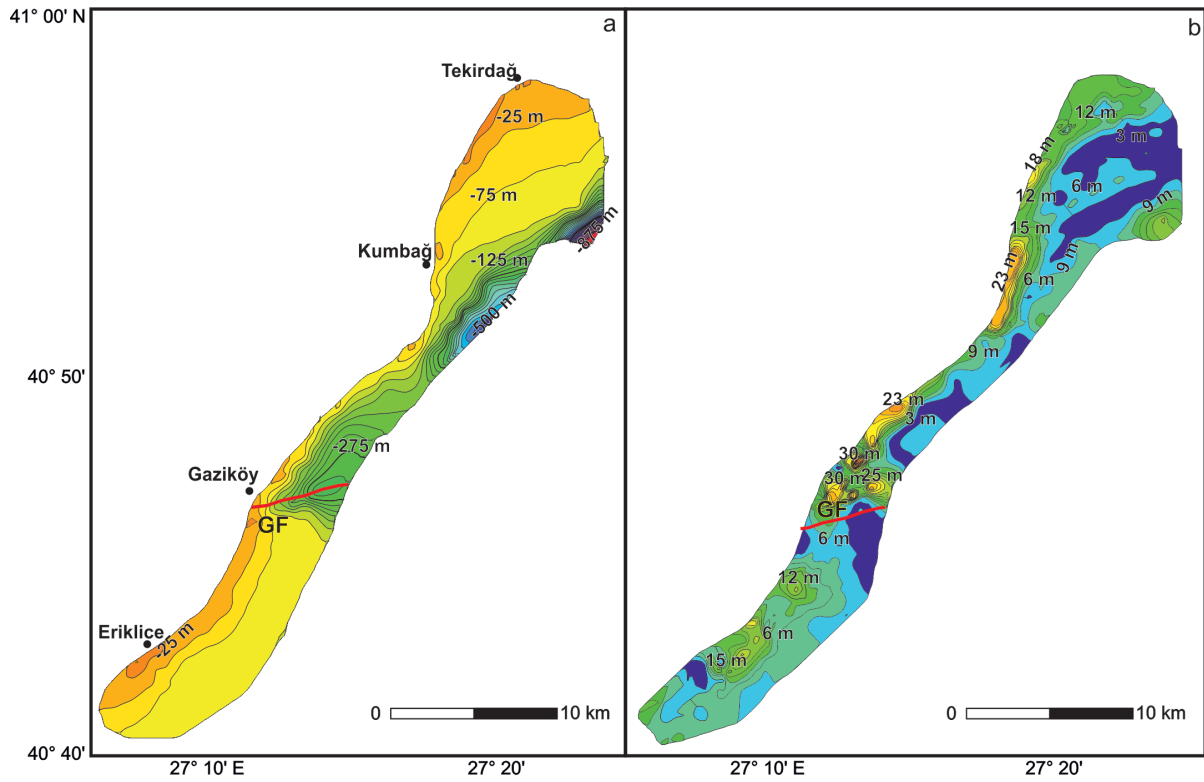 41° 00' N
a
b
Tekirdağ
-25 m
-75 m
Kumbağ
-875 m
-125 m
-500 m
40° 50'
-275 m
Gaziköy
GF
Eriklice
-25 m
0
10 km
40° 40'
27° 10' E
27° 20'
12 m
3 m
18 m
6 m
12 m
9 m
15 m
9 m
23 m
6 m
9 m
23 m
3 m
30 m
30 m
25 m
GF
6 m
12 m
6 m
15 m
0
10 km
27° 10' E
27° 20'